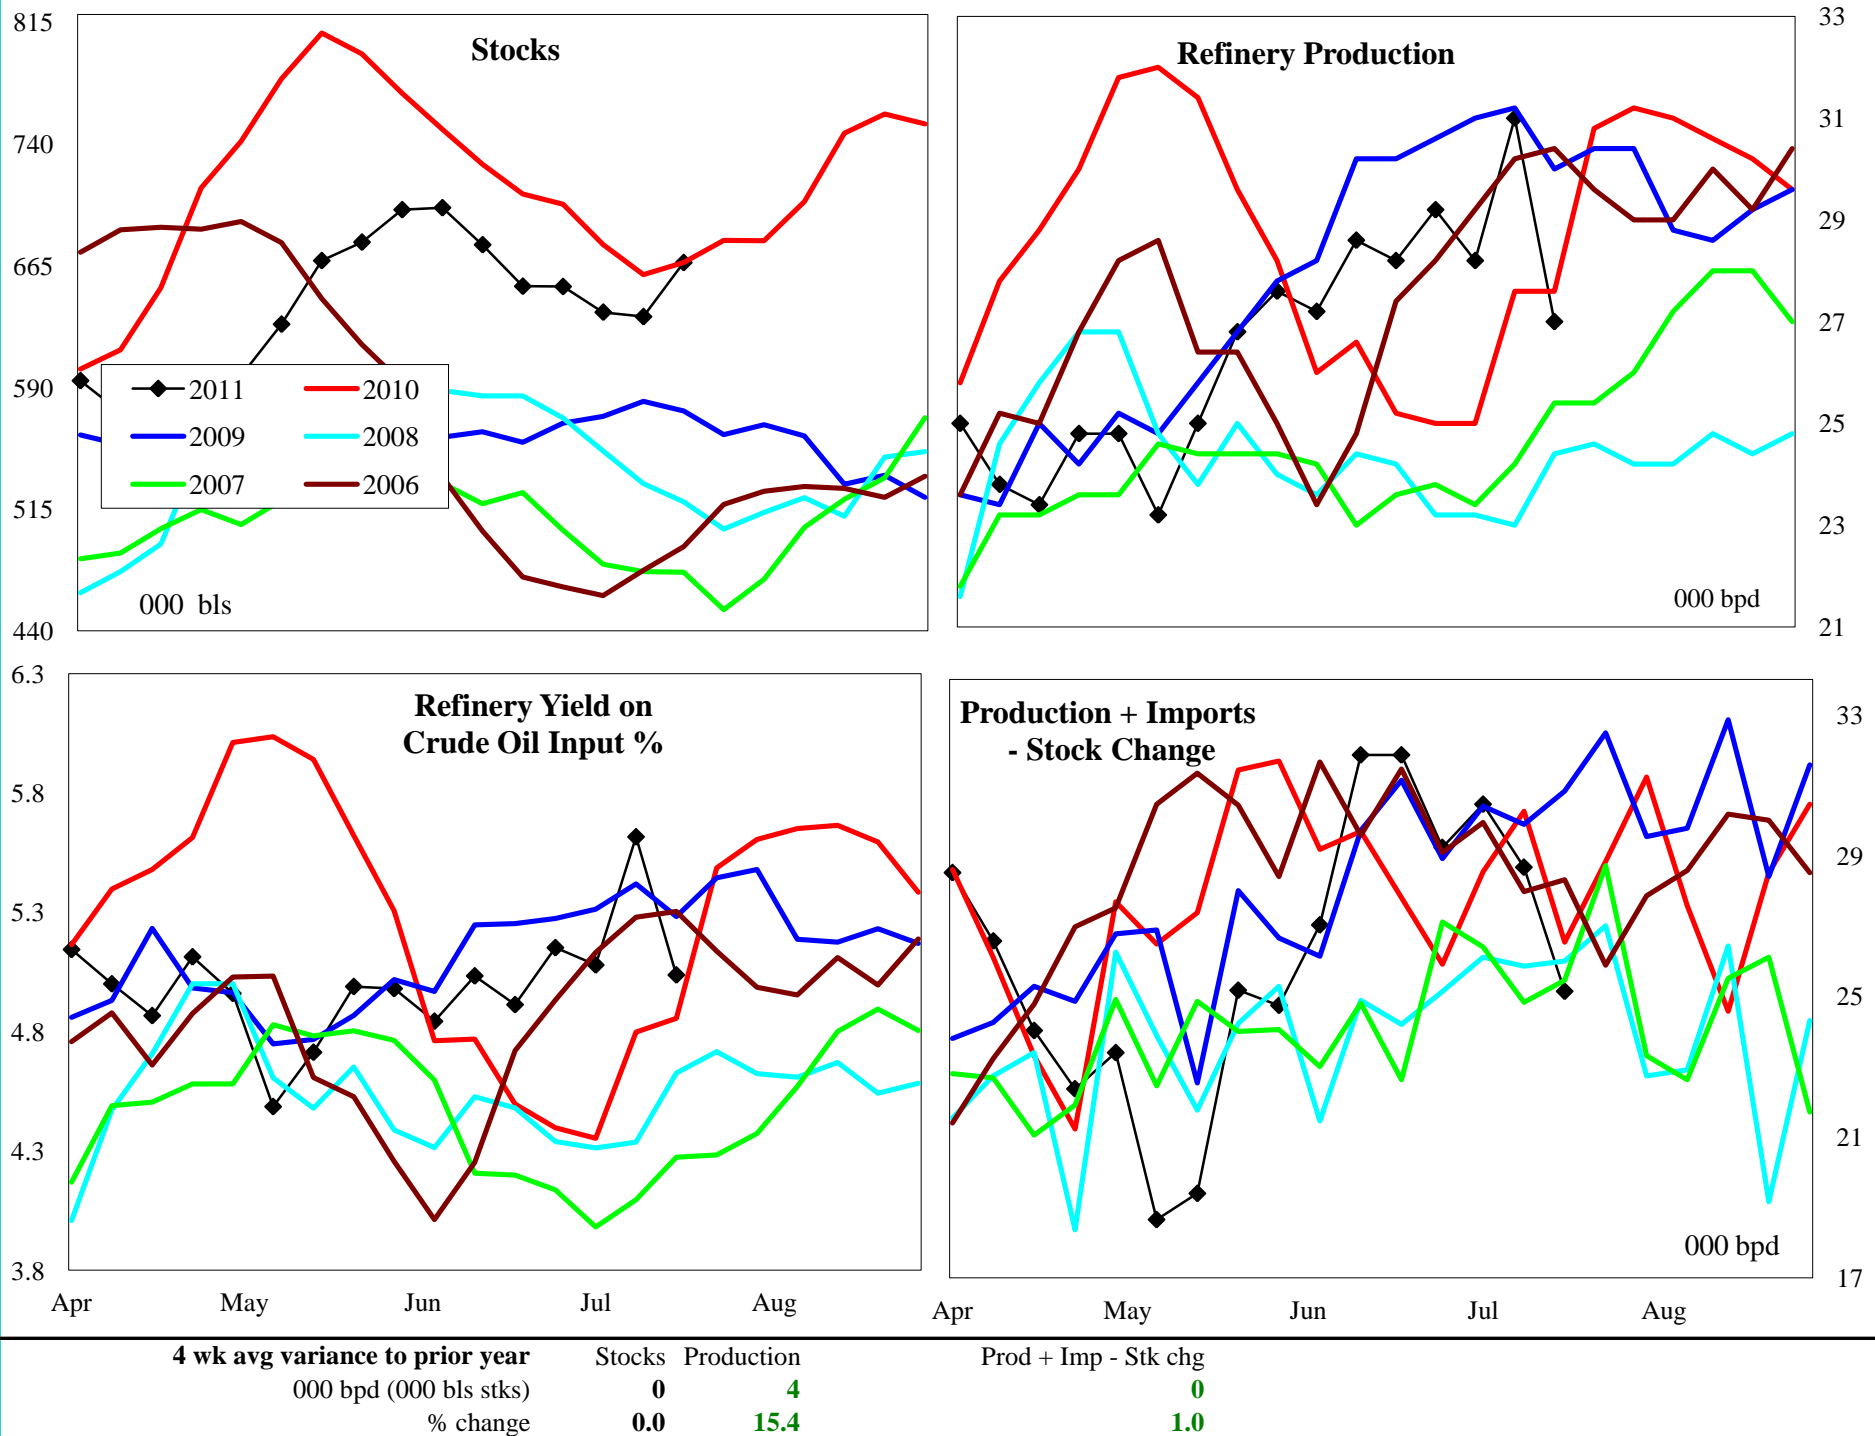 Stocks
815
740
665
590
515
440
2011
2010
2009
2008
2007
2006
000 bls
Refinery Production
33
31
29
27
25
23
21
000 bpd
Refinery Yield on
Crude Oil Input %
6.3
5.8
5.3
4.8
4.3
3.8
Apr May Jun Jul Aug
Production + Imports
- Stock Change
33
29
25
21
17
000 bpd
Apr May Jun Jul Aug
4 wk avg variance to prior year Stocks Production Prod + Imp - Stk chg
000 bpd (000 bls stks) 0 4 0
% change 0.0 15.4 1.0